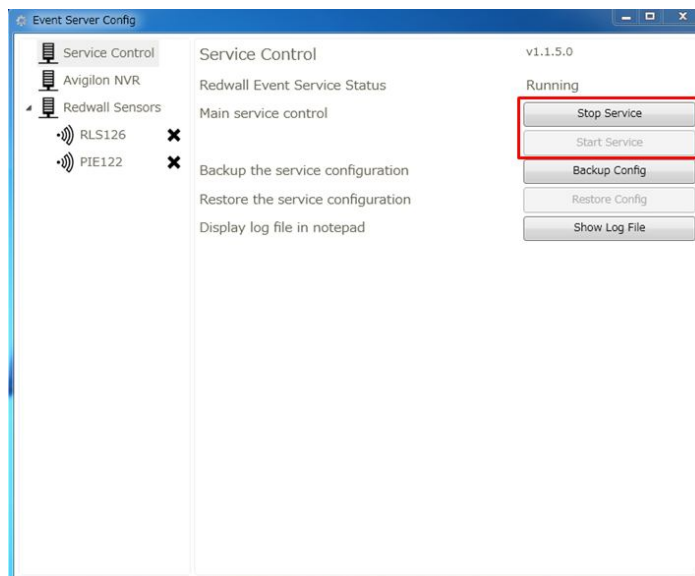 Event Server Config
Service Control
Avigilon NVR
Redwall Sensors
RLS126
PIE122
Service Control
v1.1.5.0
Redwall Event Service Status
Running
Main service control
Stop Service
Start Service
Backup the service configuration
Backup Config
Restore the service configuration
Restore Config
Display log file in notepad
Show Log File